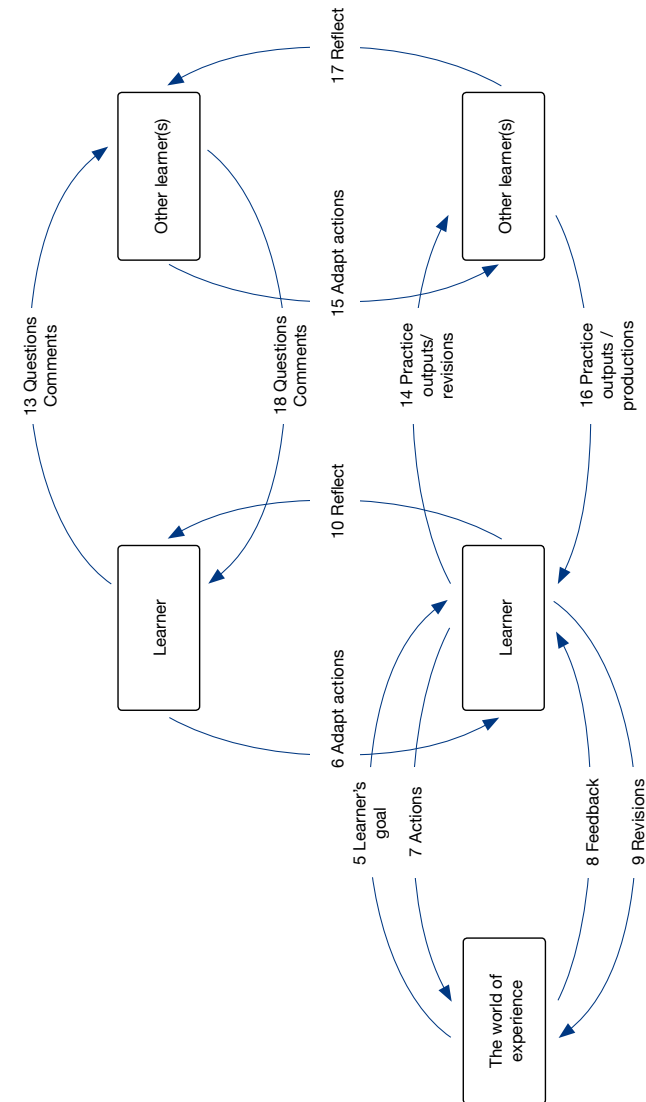 13 Questions
Comments
18 Questions
Comments
Other learner(s)
Learner
17 Reflect
15 Adapt actions
10 Reflect
6 Adapt actions
5 Learner’s
goal
7 Actions
14 Practice
outputs/
revisions
Other learner(s)
Learner
The world of
experience
16 Practice
outputs /
productions
8 Feedback
9 Revisions